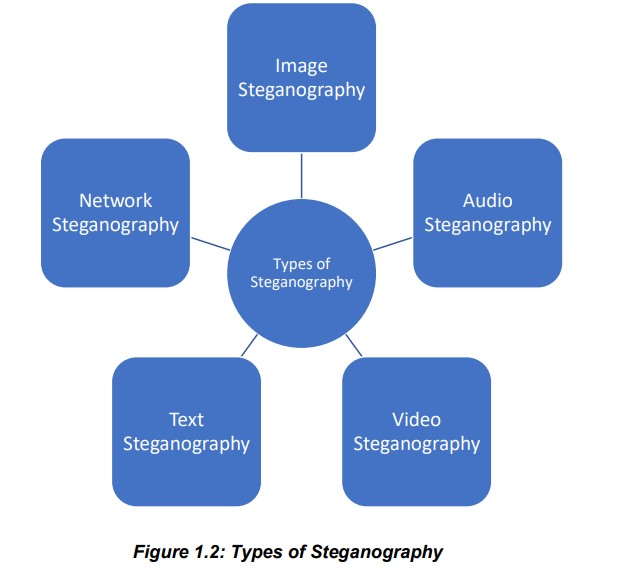 Image
Steganography
Network
Steganography
Audio
Steganography
Types of
Steganography
Text
Steganography
Video
Steganography
Figure 1.2: Types of Steganography